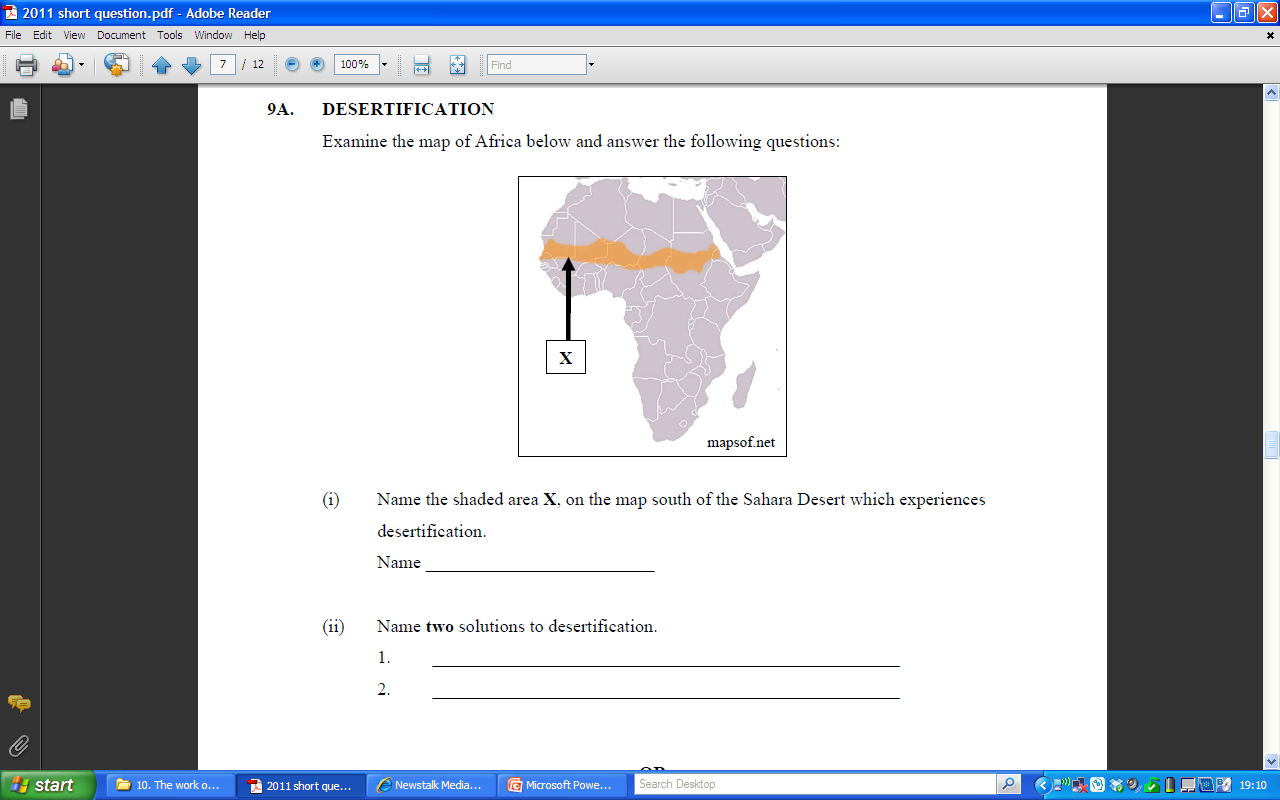 2011 short question.pdf - Adobe Reader
File Edit View Document Tools Window Help
7 / 12 100% Find
9A. DESERTIFICATION
Examine the map of Africa below and answer the following questions:
X
mapsof.net
(i) Name the shaded area X, on the map south of the Sahara Desert which experiences
desertification.
Name
(ii) Name two solutions to desertification.
1.
2.
OR
start 10. The work o... 2011 short que... Newstalk Media... Microsoft Powe... Search Desktop 19:10